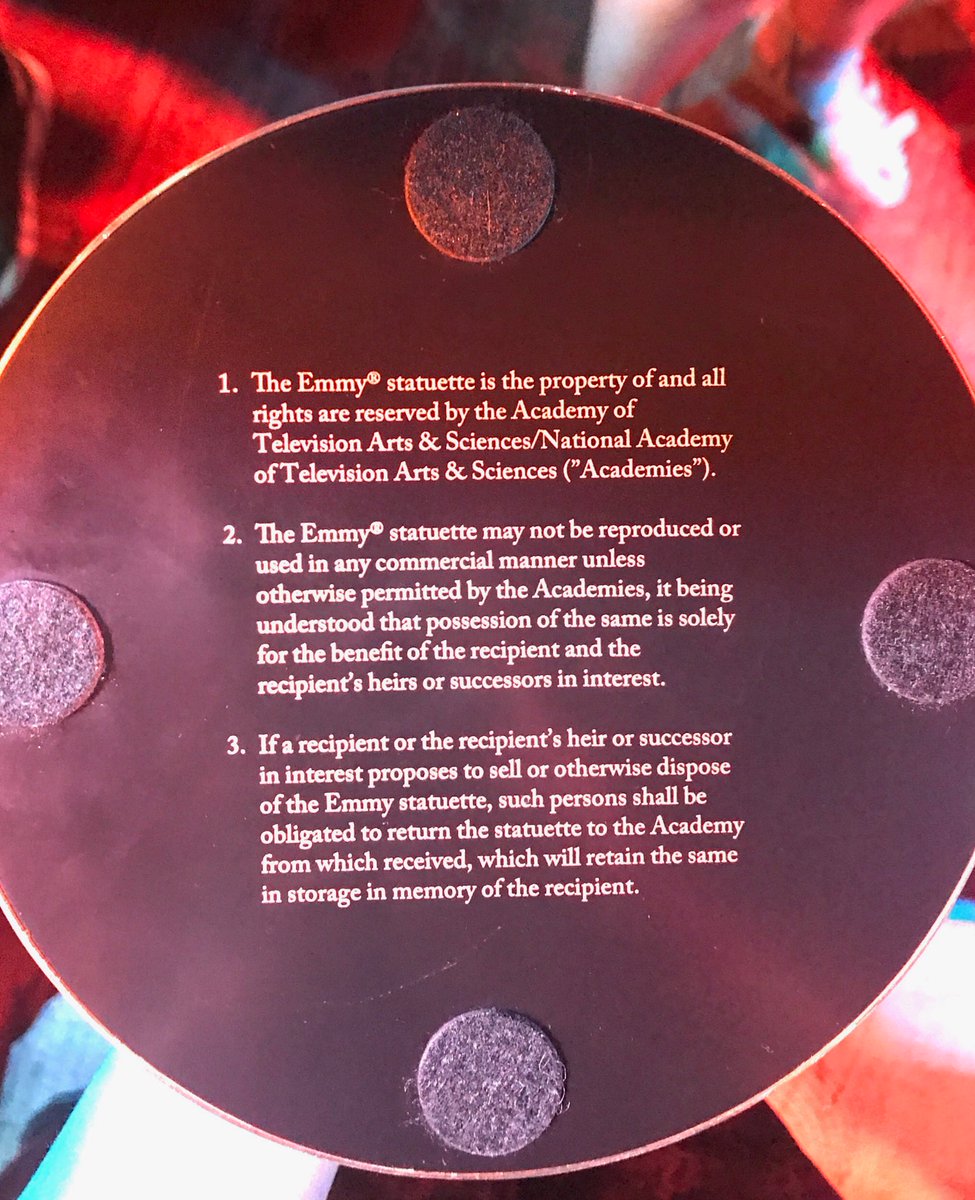 1. The Emmy® statuette is the property of and all
rights are reserved by the Academy of
Television Arts & Sciences/National Academy
of Television Arts & Sciences (”Academies”).
2. The Emmy® statuette may not be reproduced or
used in any commercial manner unless
otherwise permitted by the Academies, it being
understood that possession of the same is solely
for the benefit of the recipient and the
recipient’s heirs or successors in interest.
3. If a recipient or the recipient’s heir or successor
in interest proposes to sell or otherwise dispose
of the Emmy statuette, such persons shall be
obligated to return the statuette to the Academy
from which received, which will retain the same
in storage in memory of the recipient.